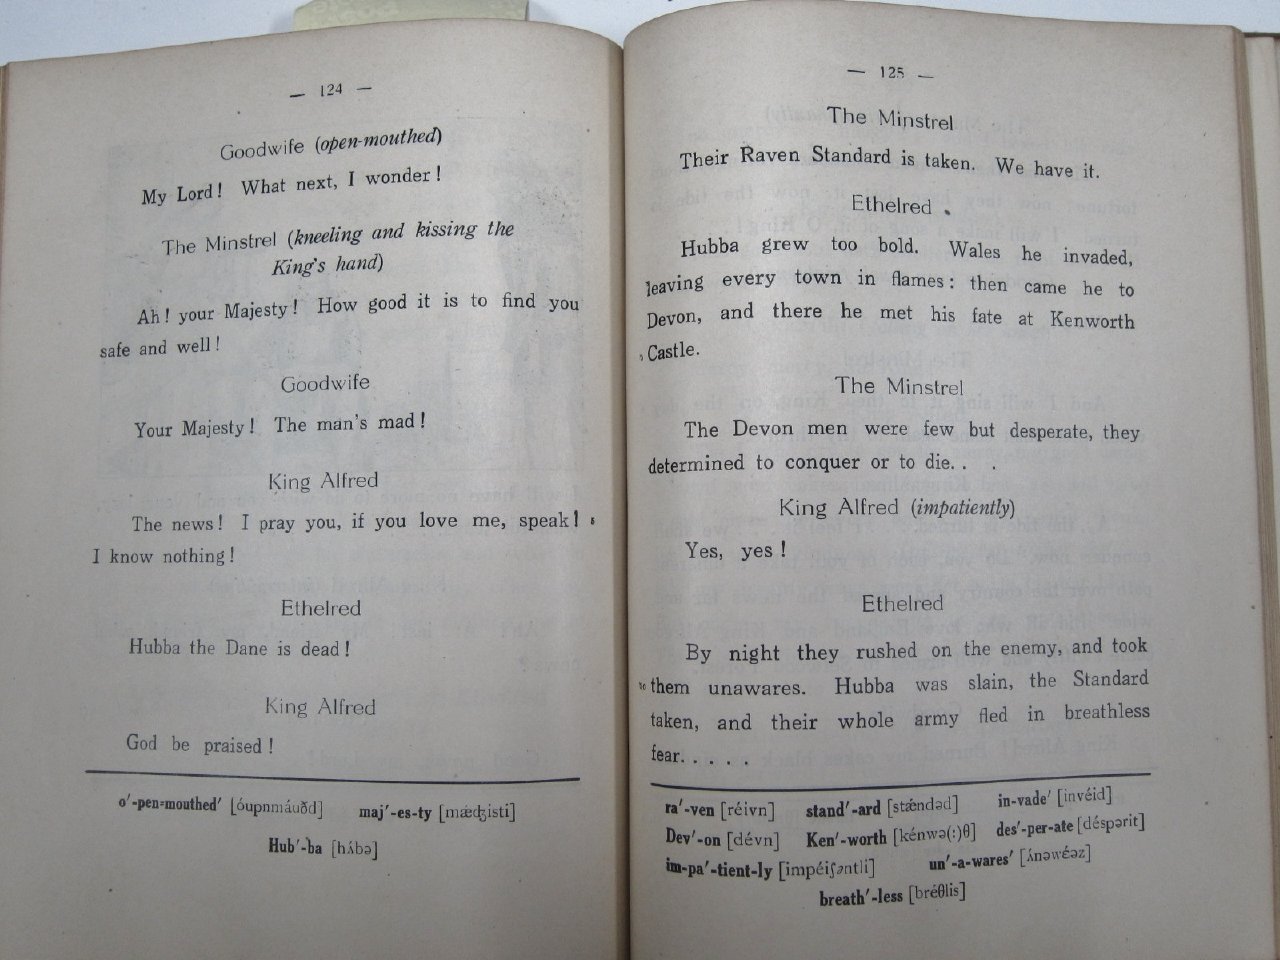 — 124 —
Goodwife (open-mouthed)
My Lord! What next, I wonder!
The Minstrel (kneeling and kissing the
King's hand)
Ah! your Majesty! How good it is to find you
safe and well!
Goodwife
Your Majesty! The man's mad!
King Alfred
The news! I pray you, if you love me, speak! 5
I know nothing!
Ethelred
Hubba the Dane is dead!
King Alfred
God be praised!
o′-pen=mouthed′ [óupnmáuðd] maj′-es-ty [mǽʤisti]
Hub′-ba [hʌ́bə]
— 125 —
The Minstrel
Their Raven Standard is taken. We have it.
Ethelred
Hubba grew too bold. Wales he invaded,
leaving every town in flames: then came he to
Devon, and there he met his fate at Kenworth
5 Castle.
The Minstrel
The Devon men were few but desperate, they
determined to conquer or to die. . .
King Alfred (impatiently)
Yes, yes!
Ethelred
By night they rushed on the enemy, and took
10 them unawares. Hubba was slain, the Standard
taken, and their whole army fled in breathless
fear. . . . .
ra′-ven [réivn] stand′-ard [stǽndəd] in-vade′ [invéid]
Dev′-on [dévn] Ken′-worth [kénwə(:)θ] des′-per-ate [déspərit]
im-pa′-tient-ly [impéiʃəntli] un′-a-wares′ [ʌ́nəwɛ́əz]
breath′-less [bréθlis]